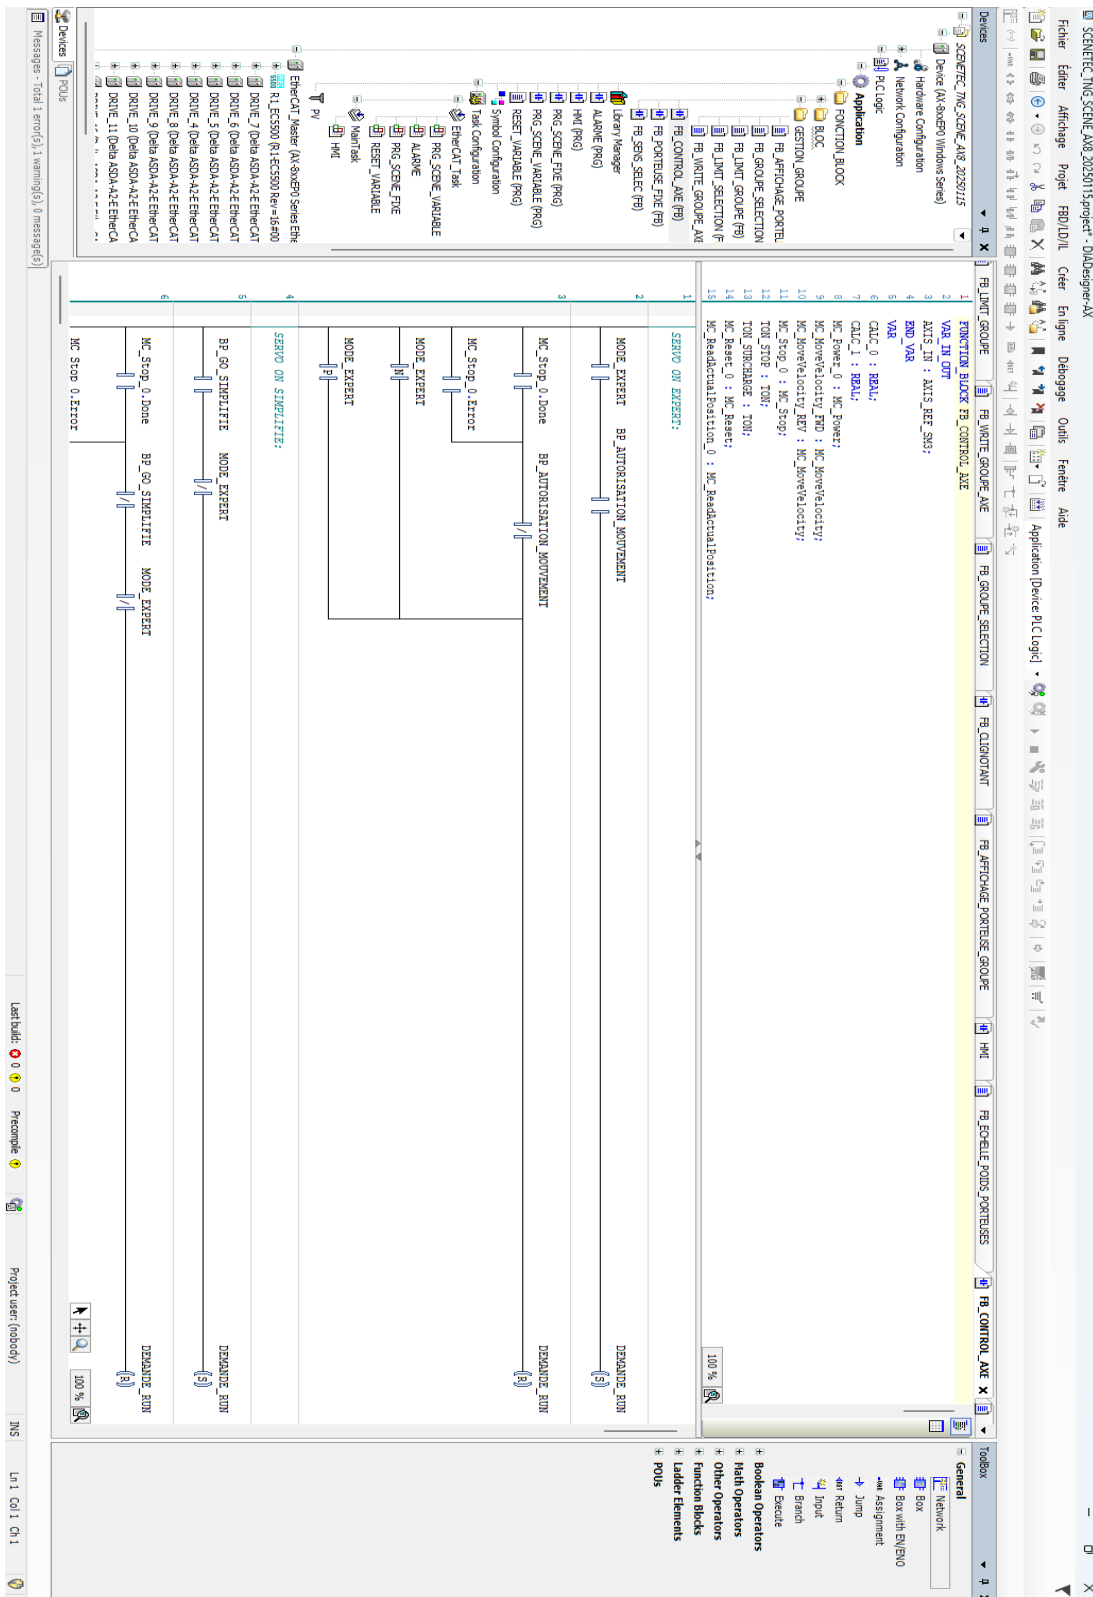 SCENETEC_TNG_SCENE_AX8_20250115.project* - DIADesigner-AX
Fichier Éditer Affichage Projet FBD/LD/IL Créer En ligne Débogage Outils Fenêtre Aide
Application [Device: PLC Logic]
Devices
SCENETEC_TNG_SCENE_AX8_20250115
Device (AX-8xxEP0 Windows Series)
Hardware Configuration
Network Configuration
PLC Logic
Application
FONCTION_BLOCK
BLOC
GESTION_GROUPE
FB_AFFICHAGE_PORTEL
FB_GROUPE_SELECTION
FB_LIMIT_GROUPE (FB)
FB_LIMIT_SELECTION (F
FB_WRITE_GROUPE_AXE
FB_CONTROL_AXE (FB)
FB_PORTEUSE_FIXE (FB)
FB_SENS_SELEC (FB)
Library Manager
ALARME (PRG)
HMI (PRG)
PRG_SCENE_FIXE (PRG)
PRG_SCENE_VARIABLE (PRG)
RESET_VARIABLE (PRG)
Symbol Configuration
Task Configuration
EtherCAT_Task
PRG_SCENE_VARIABLE
ALARME
PRG_SCENE_FIXE
RESET_VARIABLE
MainTask
HMI
PV
EtherCAT_Master (AX-8xxEP0 Series Ethe
R1_EC5500 (R1-EC5500 Rev=16#00
DRIVE_7 (Delta ASDA-A2-E EtherCAT
DRIVE_6 (Delta ASDA-A2-E EtherCAT
DRIVE_5 (Delta ASDA-A2-E EtherCAT
DRIVE_4 (Delta ASDA-A2-E EtherCAT
DRIVE_8 (Delta ASDA-A2-E EtherCAT
DRIVE_9 (Delta ASDA-A2-E EtherCAT
DRIVE_10 (Delta ASDA-A2-E EtherCA
DRIVE_11 (Delta ASDA-A2-E EtherCA
Devices POUs
FB_LIMIT_GROUPE FB_WRITE_GROUPE_AXE FB_GROUPE_SELECTION FB_CLIGNOTANT FB_AFFICHAGE_PORTEUSE_GROUPE HMI FB_ECHELLE_POIDS_PORTEUSES FB_CONTROL_AXE
1 FUNCTION_BLOCK FB_CONTROL_AXE
2 VAR_IN_OUT
3 AXIS_IN : AXIS_REF_SM3;
4 END_VAR
5 VAR
6 CALC_0 : REAL;
7 CALC_1 : REAL;
8 MC_Power_0 : MC_Power;
9 MC_MoveVelocity_FWD : MC_MoveVelocity;
10 MC_MoveVelocity_REV : MC_MoveVelocity;
11 MC_Stop_0 : MC_Stop;
12 TON_STOP : TON;
13 TON_SURCHARGE : TON;
14 MC_Reset_0 : MC_Reset;
15 MC_ReadActualPosition_0 : MC_ReadActualPosition;
100 %
1
SERVO ON EXPERT:
2
MODE_EXPERT BP_AUTORISATION_MOUVEMENT DEMANDE_RUN
(S)
3
MC_Stop_0.Done BP_AUTORISATION_MOUVEMENT DEMANDE_RUN
/ (R)
MC_Stop_0.Error
MODE_EXPERT
N
MODE_EXPERT
P
4
SERVO ON SIMPLIFIE:
5
BP_GO_SIMPLIFIE MODE_EXPERT DEMANDE_RUN
/ (S)
6
MC_Stop_0.Done BP_GO_SIMPLIFIE MODE_EXPERT DEMANDE_RUN
/ / (R)
MC_Stop_0.Error
100 %
ToolBox
General
Network
Box
Box with EN/ENO
Assignment
Jump
Return
Input
Branch
Execute
Boolean Operators
Math Operators
Other Operators
Function Blocks
Ladder Elements
POUs
Messages - Total 1 error(s), 1 warning(s), 0 message(s)
Last build: 0 0 Precompile Project user: (nobody) INS Ln 1 Col 1 Ch 1